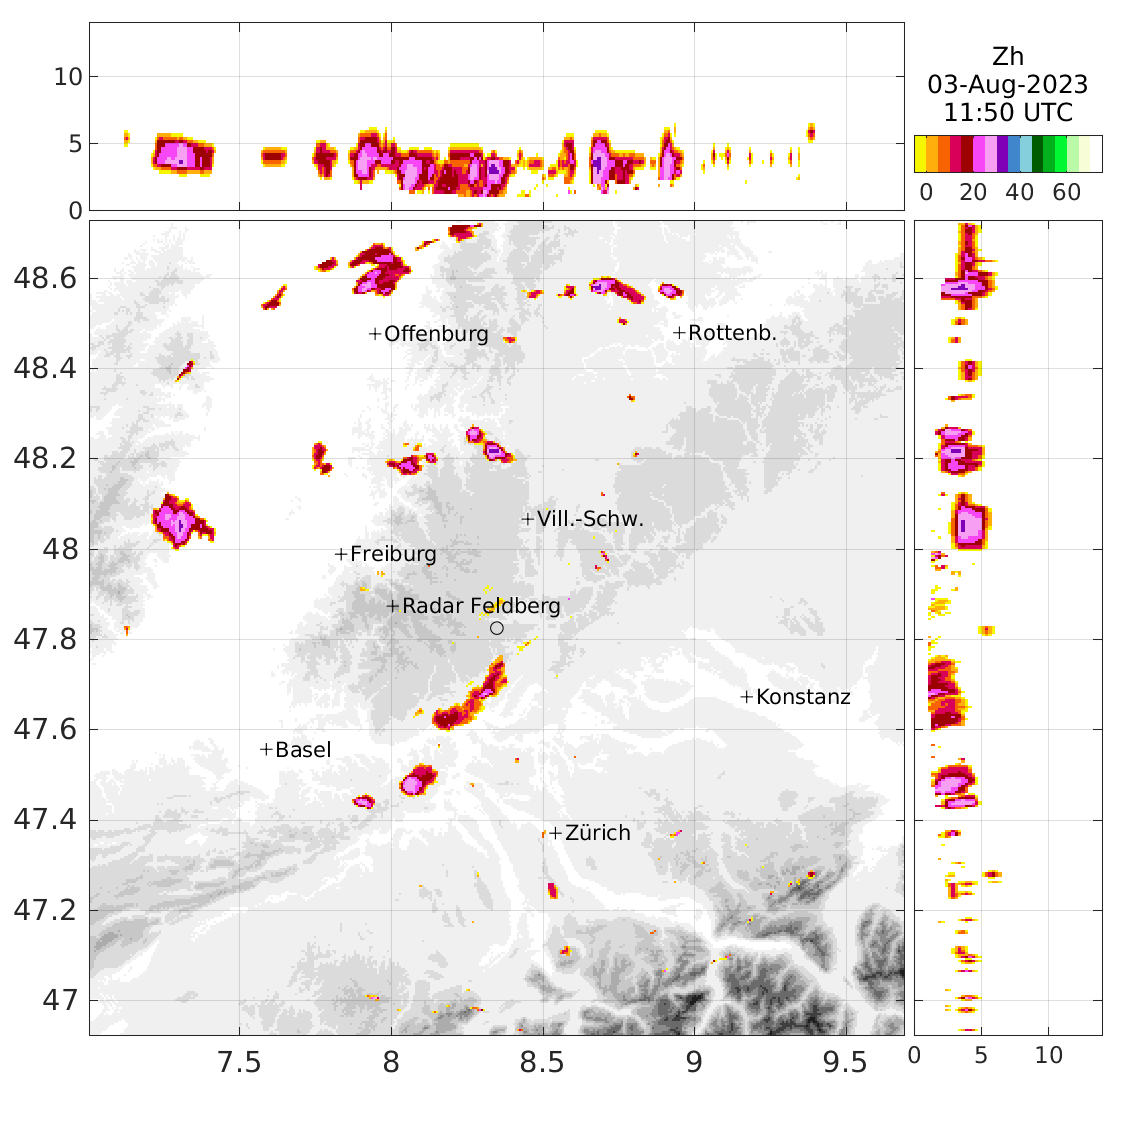 10
5
0
Zh
03-Aug-2023
11:50 UTC
0 20 40 60
48.6
48.4
48.2
48
47.8
47.6
47.4
47.2
47
+Offenburg
+Rottenb.
+Vill.-Schw.
+Freiburg
+Radar Feldberg
+Konstanz
+Basel
+Zürich
7.5 8 8.5 9 9.5
0 5 10